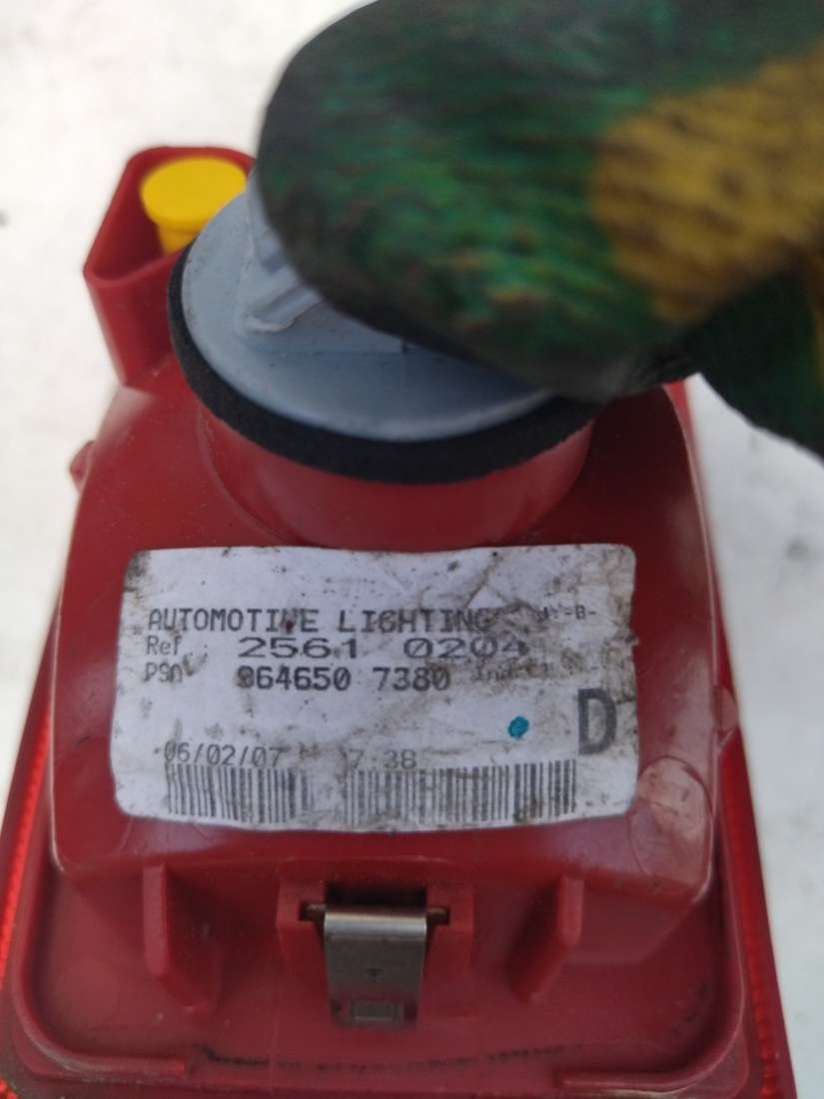 AUTOMOTIVE LIGHTING
Ref.: 2561 0204
PSA 964650 7380
D
06/02/07 7 38